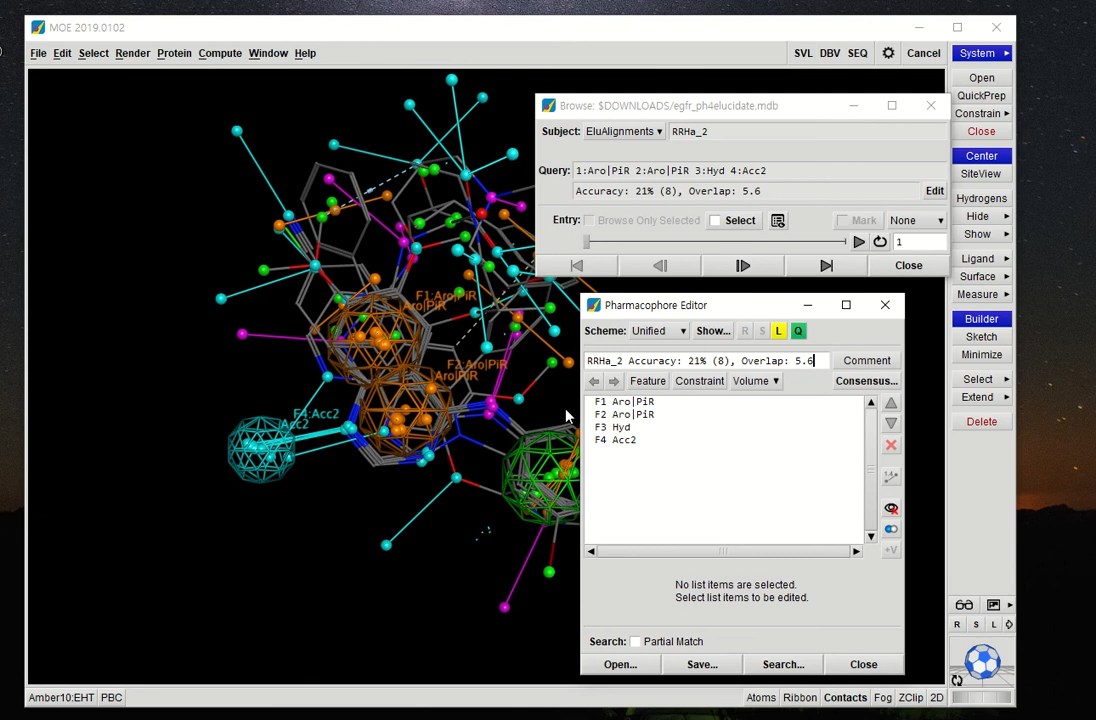 MOE 2019.0102
File Edit Select Render Protein Compute Window Help
SVL DBV SEQ Cancel
System
Open
QuickPrep
Constrain
Close
Center
SiteView
Hydrogens
Hide
Show
Ligand
Surface
Measure
Builder
Sketch
Minimize
Select
Extend
Delete
R S L
Browse: $DOWNLOADS/egfr_ph4elucidate.mdb
Subject: EluAlignments RRHa_2
Query: 1:Aro|PiR 2:Aro|PiR 3:Hyd 4:Acc2
Accuracy: 21% (8), Overlap: 5.6 Edit
Entry: Browse Only Selected Select Mark None
1
Close
Pharmacophore Editor
Scheme: Unified Show... R S L Q
RRHa_2 Accuracy: 21% (8), Overlap: 5.6 Comment
Feature Constraint Volume Consensus...
F1 Aro|PiR
F2 Aro|PiR
F3 Hyd
F4 Acc2
+V
No list items are selected.
Select list items to be edited.
Search: Partial Match
Open... Save... Search... Close
F1:Aro|PiR
Aro|PiR
F2:Aro|PiR
Aro|PiR
F4:Acc2
Acc2
Amber10:EHT PBC
Atoms Ribbon Contacts Fog ZClip 2D